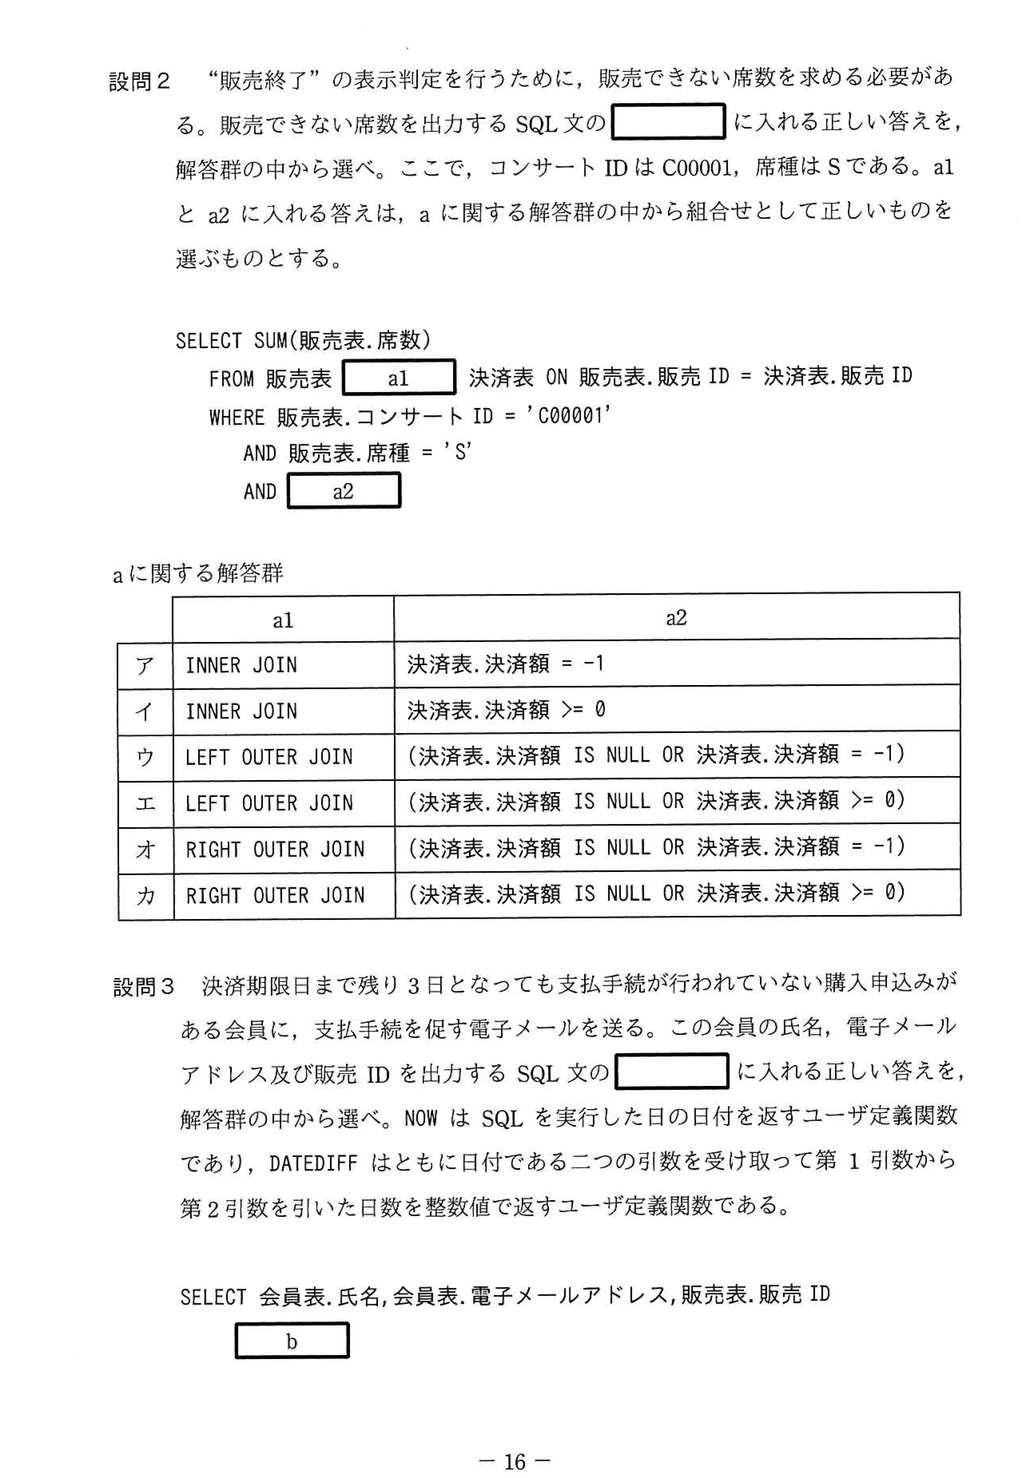 設問2 “販売終了”の表示判定を行うために，販売できない席数を求める必要があ
る。販売できない席数を出力する SQL 文の　　　に入れる正しい答えを，
解答群の中から選べ。ここで，コンサート ID は C00001，席種は S である。a1
と a2 に入れる答えは，a に関する解答群の中から組合せとして正しいものを
選ぶものとする。
SELECT SUM(販売表.席数)
FROM 販売表 a1 決済表 ON 販売表.販売 ID = 決済表.販売 ID
WHERE 販売表.コンサート ID = 'C00001'
AND 販売表.席種 = 'S'
AND a2
a に関する解答群
a1 a2
ア INNER JOIN 決済表.決済額 = -1
イ INNER JOIN 決済表.決済額 >= 0
ウ LEFT OUTER JOIN (決済表.決済額 IS NULL OR 決済表.決済額 = -1)
エ LEFT OUTER JOIN (決済表.決済額 IS NULL OR 決済表.決済額 >= 0)
オ RIGHT OUTER JOIN (決済表.決済額 IS NULL OR 決済表.決済額 = -1)
カ RIGHT OUTER JOIN (決済表.決済額 IS NULL OR 決済表.決済額 >= 0)
設問3 決済期限日まで残り 3 日となっても支払手続が行われていない購入申込みが
ある会員に，支払手続を促す電子メールを送る。この会員の氏名，電子メール
アドレス及び販売 ID を出力する SQL 文の　　　に入れる正しい答えを，
解答群の中から選べ。NOW は SQL を実行した日の日付を返すユーザ定義関数
であり，DATEDIFF はともに日付である二つの引数を受け取って第 1 引数から
第 2 引数を引いた日数を整数値で返すユーザ定義関数である。
SELECT 会員表.氏名,会員表.電子メールアドレス,販売表.販売 ID
b
— 16 —